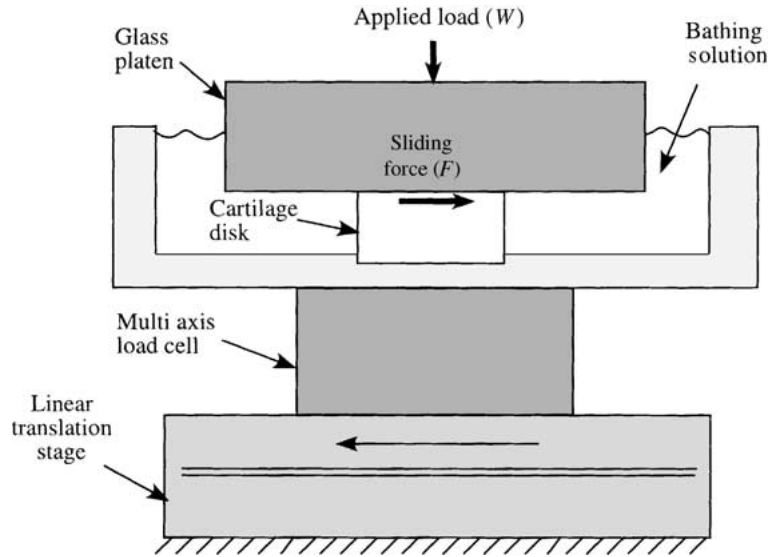 Applied load (W)
Glass
platen
Bathing
solution
Sliding
force (F)
Cartilage
disk
Multi axis
load cell
Linear
translation
stage